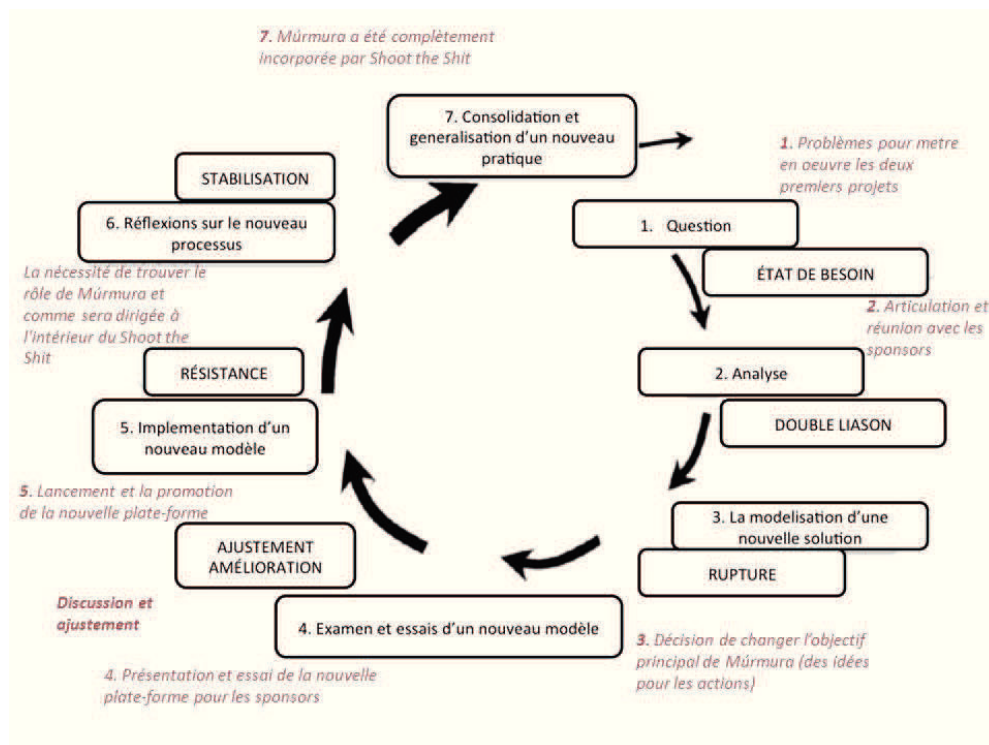 7. Múrmura a été complètement
incorporée par Shoot the Shit
7. Consolidation et
generalisation d'un nouveau
pratique
1. Problèmes pour metre
en oeuvre les deux
premiers projets
1. Question
ÉTAT DE BESOIN
2. Articulation et
réunion avec les
sponsors
2. Analyse
DOUBLE LIASON
3. La modelisation d'une
nouvelle solution
RUPTURE
3. Décision de changer l'objectif
principal de Múrmura (des idées
pour les actions)
4. Examen et essais d'un nouveau modèle
AJUSTEMENT
AMÉLIORATION
Discussion et
ajustement
4. Présentation et essai de la nouvelle
plate-forme pour les sponsors
5. Implementation d'un
nouveau modèle
RÉSISTANCE
5. Lancement et la promotion
de la nouvelle plate-forme
STABILISATION
6. Réflexions sur le nouveau
processus
La nécessité de trouver le
rôle de Múrmura et
comme sera dirigée à
l'intérieur du Shoot the
Shit